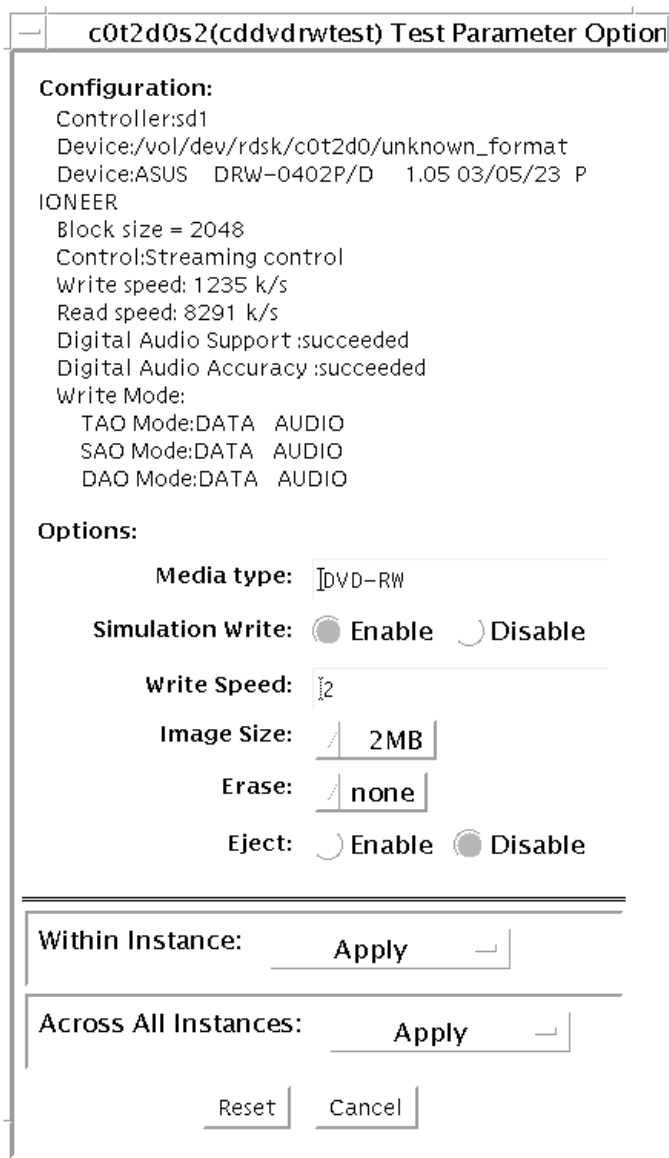 c0t2d0s2(cddvdrwtest) Test Parameter Option
Configuration:
Controller:sd1
Device:/vol/dev/rdsk/c0t2d0/unknown_format
Device:ASUS DRW-0402P/D 1.05 03/05/23 P
IONEER
Block size = 2048
Control:Streaming control
Write speed: 1235 k/s
Read speed: 8291 k/s
Digital Audio Support :succeeded
Digital Audio Accuracy :succeeded
Write Mode:
TAO Mode:DATA AUDIO
SAO Mode:DATA AUDIO
DAO Mode:DATA AUDIO
Options:
Media type: DVD-RW
Simulation Write: Enable Disable
Write Speed: 2
Image Size: 2MB
Erase: none
Eject: Enable Disable
Within Instance: Apply
Across All Instances: Apply
Reset Cancel